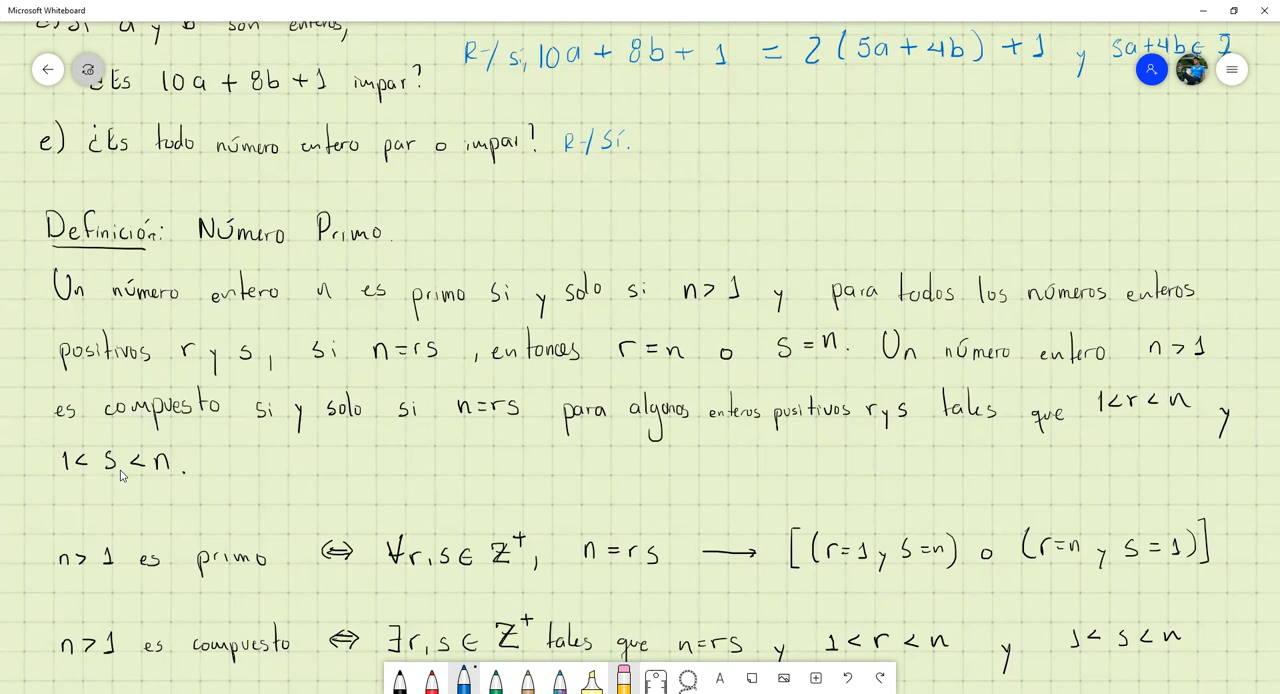 Microsoft Whiteboard
a y b son enteros,
R-/ sí, 10a + 8b + 1 = 2(5a + 4b) + 1 y 5a+4b ∈ Z
¿Es 10a + 8b + 1 impar?
e) ¿Es todo número entero par o impar? R-/ Sí.
Definición: Número Primo.
Un número entero n es primo si y solo si n > 1 y para todos los números enteros
positivos r y s, si n = rs, entonces r = n o s = n. Un número entero n > 1
es compuesto si y solo si n = rs para algunos enteros positivos r y s tales que 1 < r < n y
1 < s < n.
n > 1 es primo ⇔ ∀r, s ∈ Z⁺, n = rs ⟶ [(r = 1 y s = n) o (r = n y s = 1)]
n > 1 es compuesto ⇔ ∃r, s ∈ Z⁺ tales que n = rs y 1 < r < n y 1 < s < n